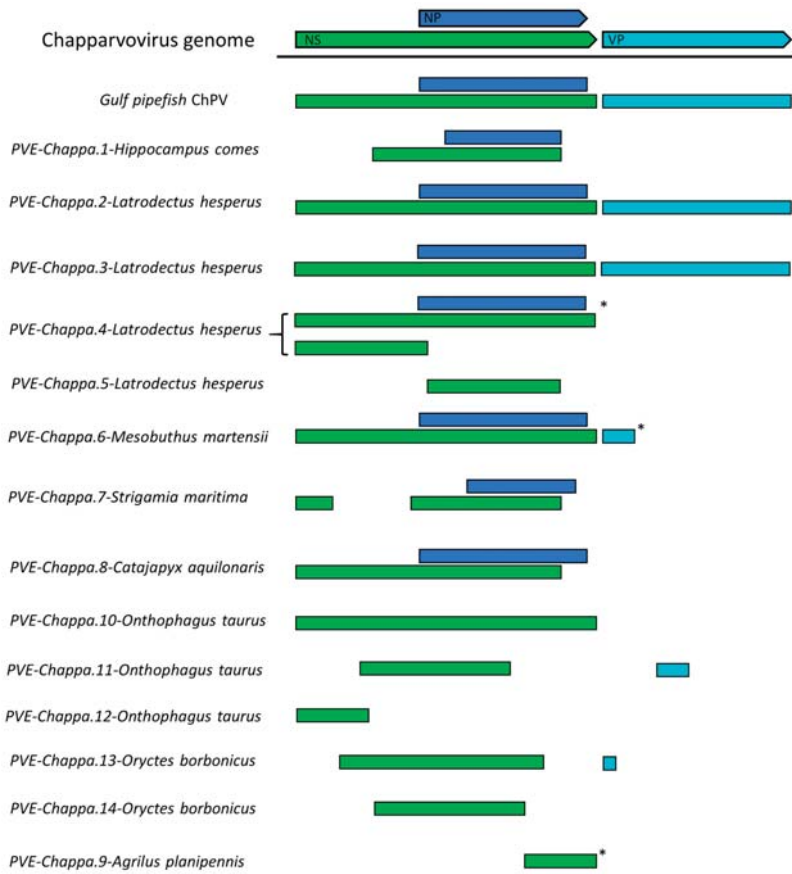 NP
Chapparvovirus genome NS VP
Gulf pipefish ChPV
PVE-Chappa.1-Hippocampus comes
PVE-Chappa.2-Latrodectus hesperus
PVE-Chappa.3-Latrodectus hesperus
*
PVE-Chappa.4-Latrodectus hesperus
PVE-Chappa.5-Latrodectus hesperus
PVE-Chappa.6-Mesobuthus martensii *
PVE-Chappa.7-Strigamia maritima
PVE-Chappa.8-Catajapyx aquilonaris
PVE-Chappa.10-Onthophagus taurus
PVE-Chappa.11-Onthophagus taurus
PVE-Chappa.12-Onthophagus taurus
PVE-Chappa.13-Oryctes borbonicus
PVE-Chappa.14-Oryctes borbonicus
PVE-Chappa.9-Agrilus planipennis *